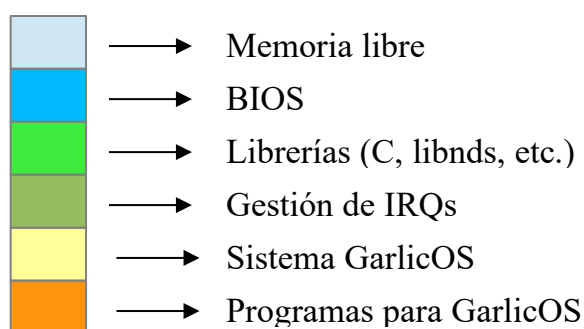 Memoria libre
BIOS
Librerías (C, libnds, etc.)
Gestión de IRQs
Sistema GarlicOS
Programas para GarlicOS